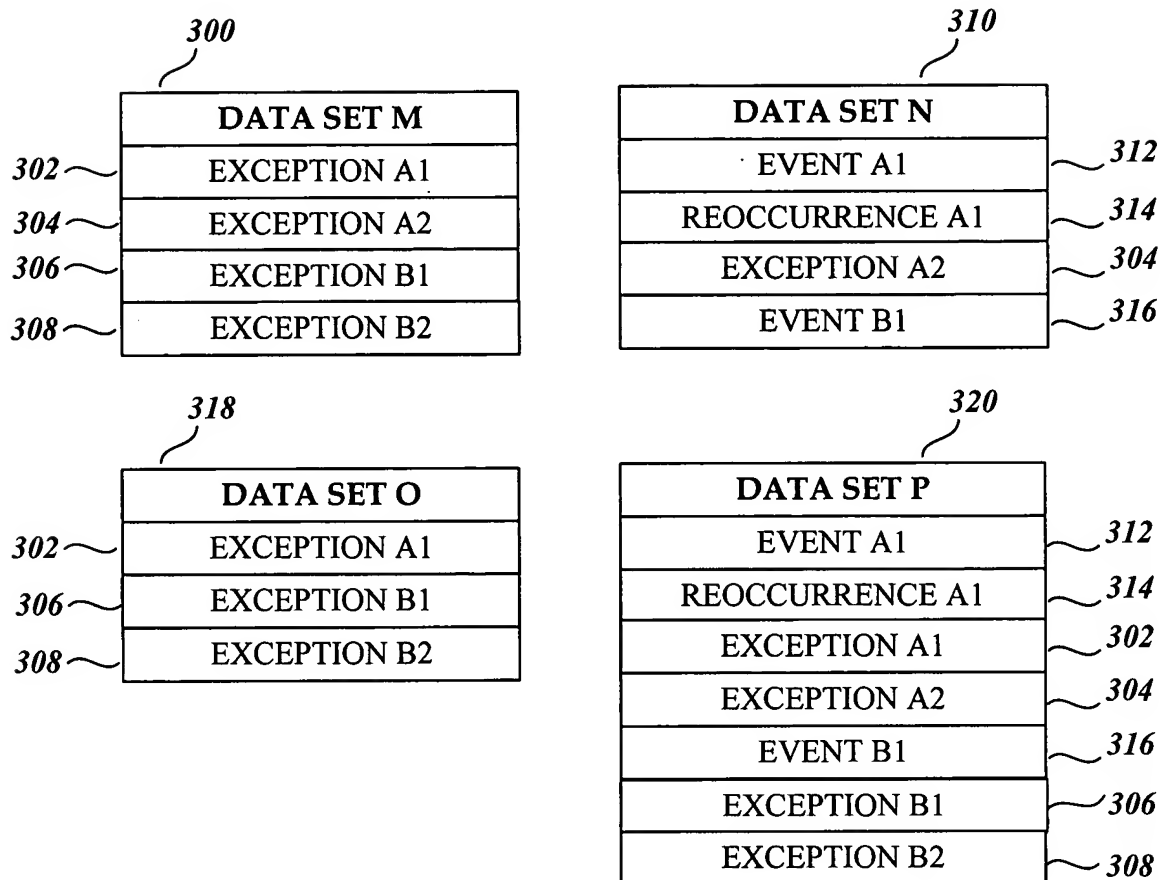 300
DATA SET M
302 EXCEPTION A1
304 EXCEPTION A2
306 EXCEPTION B1
308 EXCEPTION B2
310
DATA SET N
EVENT A1 312
REOCCURRENCE A1 314
EXCEPTION A2 304
EVENT B1 316
318
DATA SET O
302 EXCEPTION A1
306 EXCEPTION B1
308 EXCEPTION B2
320
DATA SET P
EVENT A1 312
REOCCURRENCE A1 314
EXCEPTION A1 302
EXCEPTION A2 304
EVENT B1 316
EXCEPTION B1 306
EXCEPTION B2 308